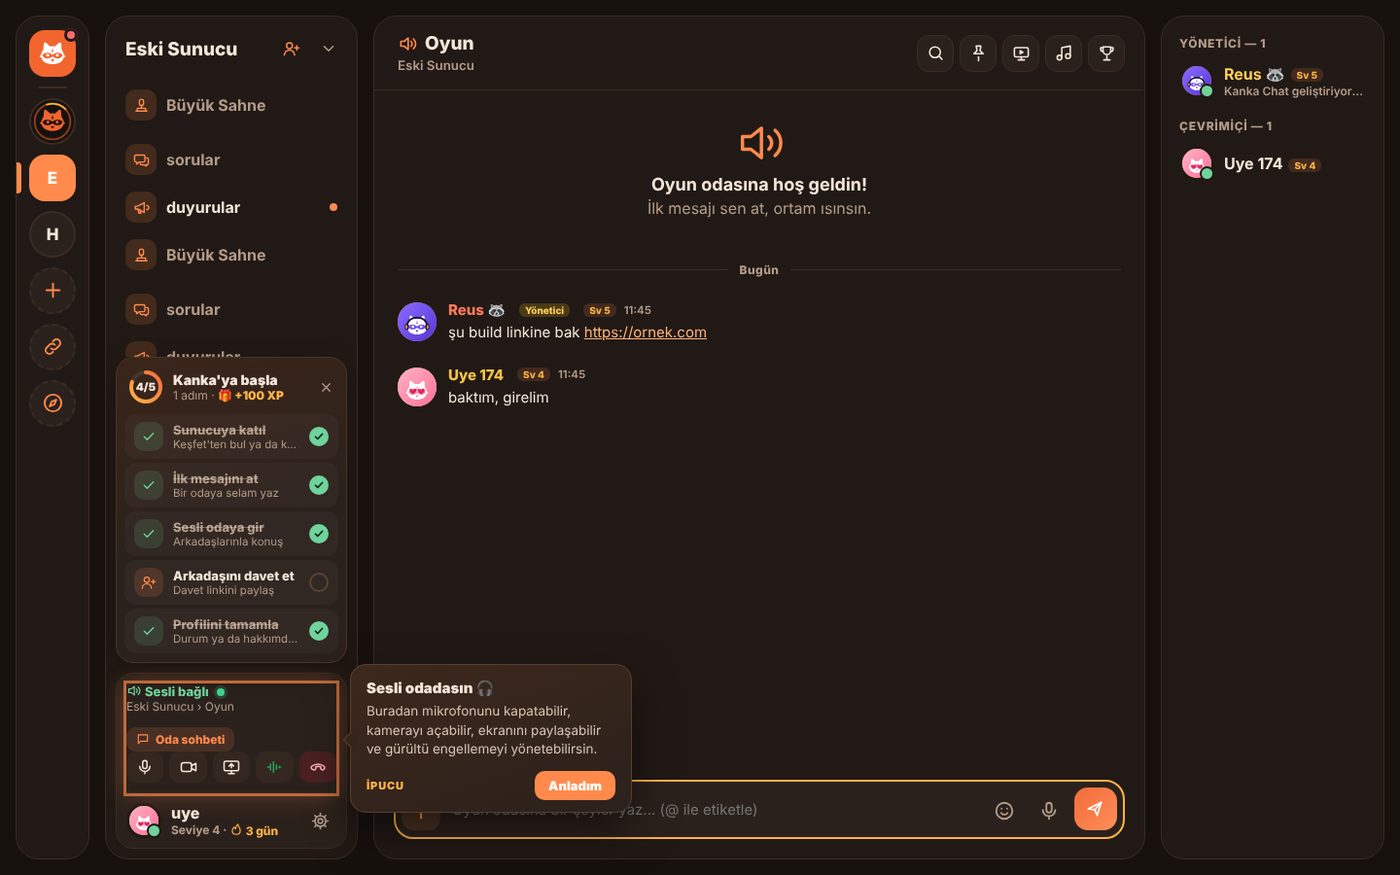 E
H
Eski Sunucu
Büyük Sahne
sorular
duyurular
Büyük Sahne
sorular
duyurular
4/5
Kanka'ya başla
1 adım · 🎁 +100 XP
Sunucuya katıl
Keşfet'ten bul ya da k...
İlk mesajını at
Bir odaya selam yaz
Sesli odaya gir
Arkadaşlarınla konuş
Arkadaşını davet et
Davet linkini paylaş
Profilini tamamla
Durum ya da hakkımd...
Sesli bağlı
Eski Sunucu › Oyun
Oda sohbeti
uye
Seviye 4 · 3 gün
Oyun
Eski Sunucu
Oyun odasına hoş geldin!
İlk mesajı sen at, ortam ısınsın.
Bugün
Reus 🦝 Yönetici Sv 5 11:45
şu build linkine bak https://ornek.com
Uye 174 Sv 4 11:45
baktım, girelim
Sesli odadasın 🎧
Buradan mikrofonunu kapatabilir,
kamerayı açabilir, ekranını paylaşabilir
ve gürültü engellemeyi yönetebilirsin.
İPUCU
Anladım
yaz... (@ ile etiketle)
YÖNETİCİ — 1
Reus 🦝 Sv 5
Kanka Chat geliştiriyor...
ÇEVRİMİÇİ — 1
Uye 174 Sv 4